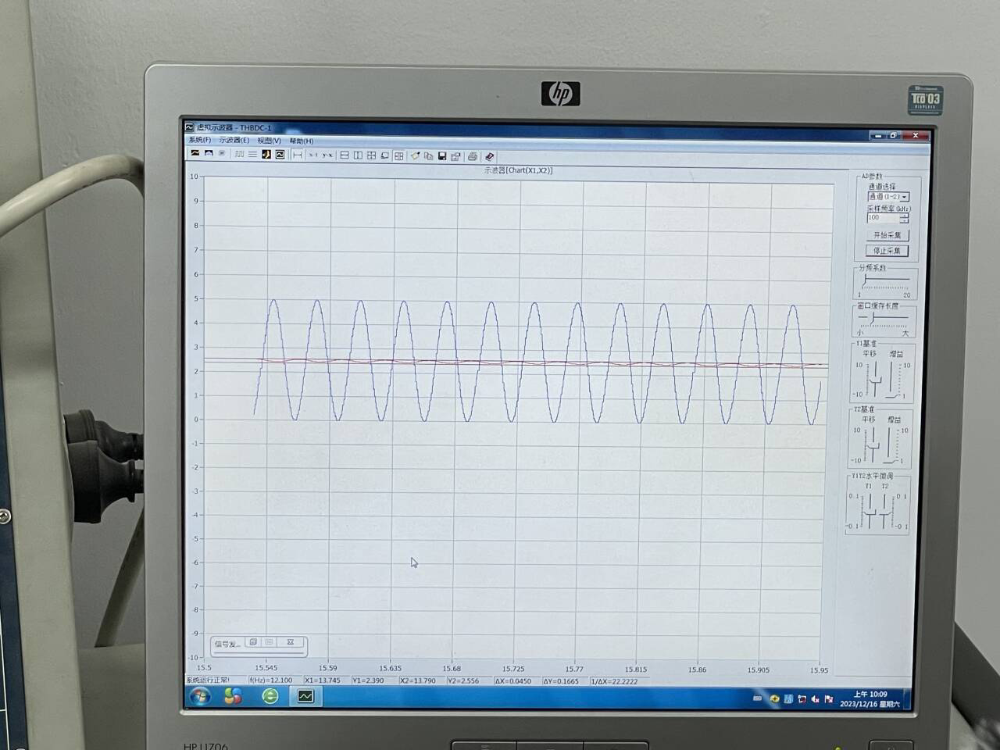 hp
TCO'03
DISPLAYS
虚拟示波器 - THBDC-1
系统(F) 示波器(E) 视图(V) 帮助(H)
示波器[Chart(X1,X2)]
10
9
8
7
6
5
4
3
2
1
0
-1
-2
-3
-4
-5
-6
-7
-8
-9
-10
15.5 15.545 15.59 15.635 15.68 15.725 15.77 15.815 15.86 15.905 15.95
AD参数
通道选择
通道(1-2)
采样频率(kHz)
100
开始采集
停止采集
分频系数
1 20
窗口缓存长度
小 大
Y1基准
平移 增益
10 10
-10 1
Y2基准
平移 增益
10 10
-10 1
Y1Y2水平微调
Y1 Y2
0.1 0.1
-0.1 -0.1
信号发...
系统运行正常! f(Hz)=12.100 X1=13.745 Y1=2.390 X2=13.790 Y2=2.556 ΔX=0.0450 ΔY=0.1665 1/ΔX=22.2222
上午 10:09
2023/12/16 星期六
HP L1706